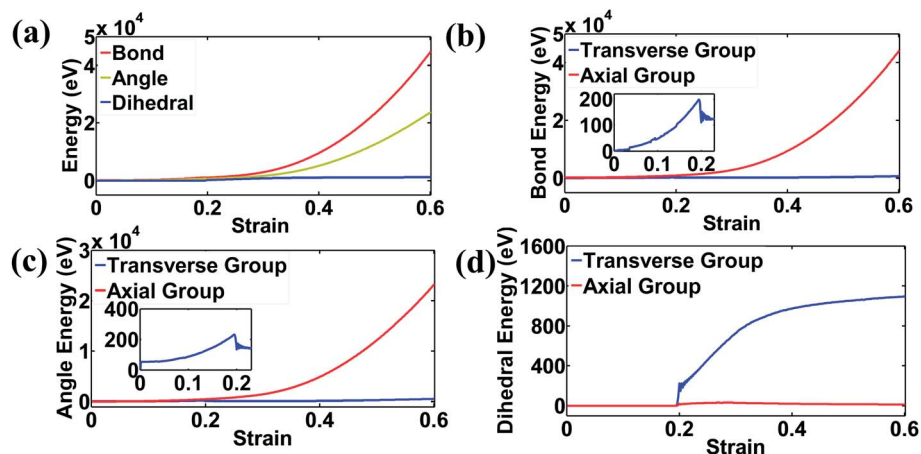 (a)
x 10^4
5
4
2
0
Energy (eV)
Bond
Angle
Dihedral
0 0.2 0.4 0.6
Strain
(b)
x 10^4
5
4
2
0
Bond Energy (eV)
Transverse Group
Axial Group
200
100
0
0 0.1 0.2
0 0.2 0.4 0.6
Strain
(c)
x 10^4
3
2
1
0
Angle Energy (eV)
Transverse Group
Axial Group
400
200
0
0 0.1 0.2
0 0.2 0.4 0.6
Strain
(d)
1600
1200
800
400
0
Dihedral Energy (eV)
Transverse Group
Axial Group
0 0.2 0.4 0.6
Strain